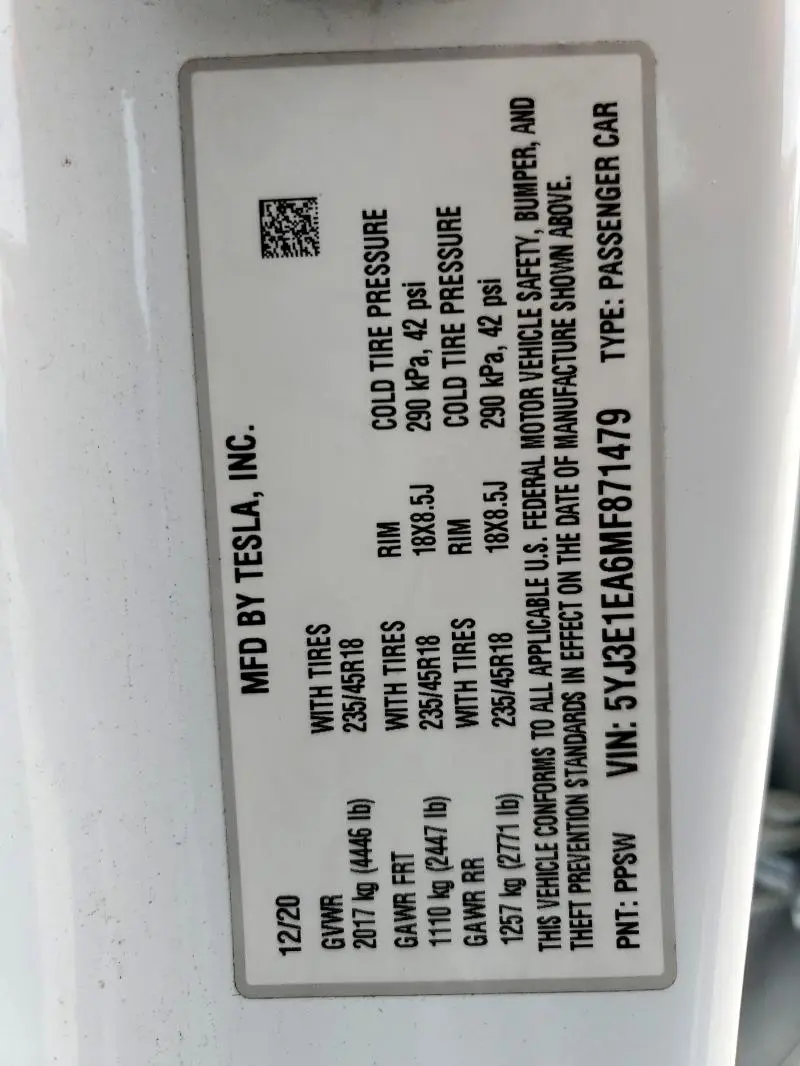 MFD BY TESLA, INC.
12/20
GVWR WITH TIRES
2017 kg (4446 lb) 235/45R18
GAWR FRT WITH TIRES RIM COLD TIRE PRESSURE
1110 kg (2447 lb) 235/45R18 18X8.5J 290 kPa, 42 psi
GAWR RR WITH TIRES RIM COLD TIRE PRESSURE
1257 kg (2771 lb) 235/45R18 18X8.5J 290 kPa, 42 psi
THIS VEHICLE CONFORMS TO ALL APPLICABLE U.S. FEDERAL MOTOR VEHICLE SAFETY, BUMPER, AND
THEFT PREVENTION STANDARDS IN EFFECT ON THE DATE OF MANUFACTURE SHOWN ABOVE.
PNT: PPSW VIN: 5YJ3E1EA6MF871479 TYPE: PASSENGER CAR